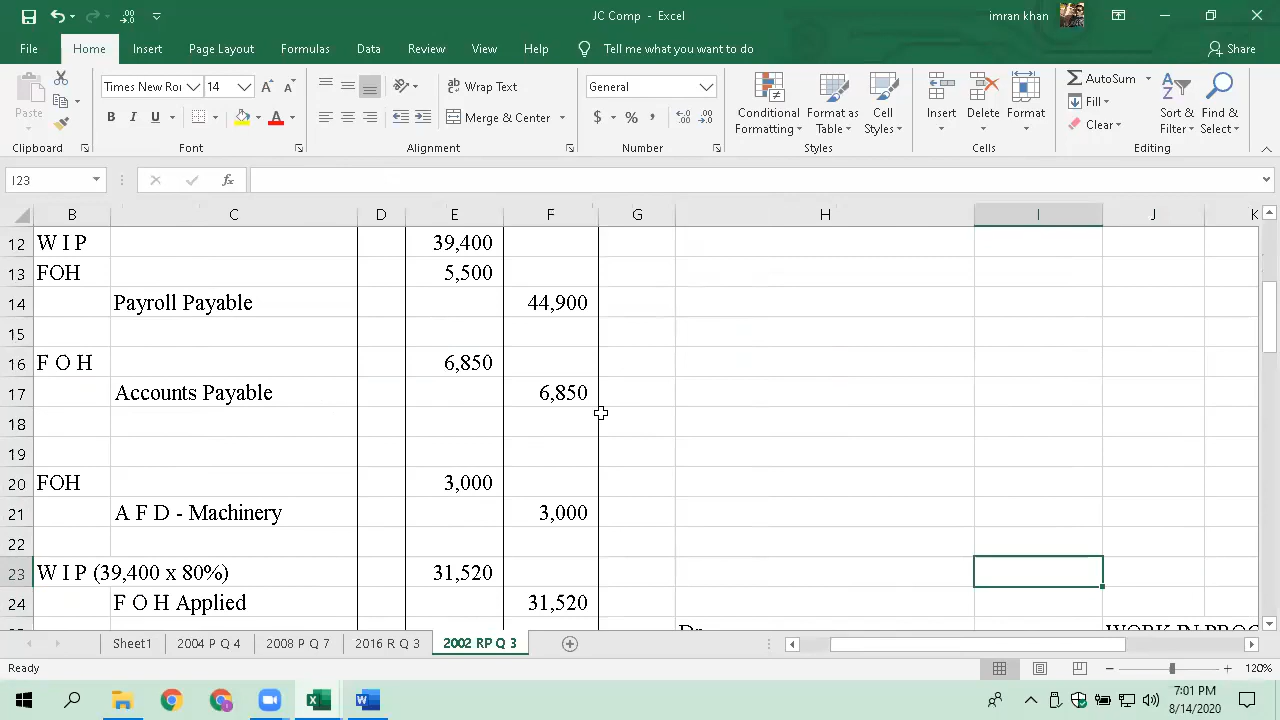 JC Comp - Excel
imran khan
File Home Insert Page Layout Formulas Data Review View Help Tell me what you want to do Share
Paste
Clipboard
Times New Roi 14
B I U
Font
Wrap Text
Merge & Center
Alignment
General
$ % ,
Number
Conditional Formatting
Format as Table
Cell Styles
Styles
Insert Delete Format
Cells
AutoSum
Fill
Clear
Sort & Filter
Find & Select
Editing
I23
fx
B C D E F G H I J K
12 W I P 39,400
13 FOH 5,500
14 Payroll Payable 44,900
15
16 F O H 6,850
17 Accounts Payable 6,850
18
19
20 FOH 3,000
21 A F D - Machinery 3,000
22
23 W I P (39,400 x 80%) 31,520
24 F O H Applied 31,520
Dr WORK IN PROC
Sheet1 2004 P Q 4 2008 P Q 7 2016 R Q 3 2002 RP Q 3
Ready
120%
7:01 PM
8/14/2020